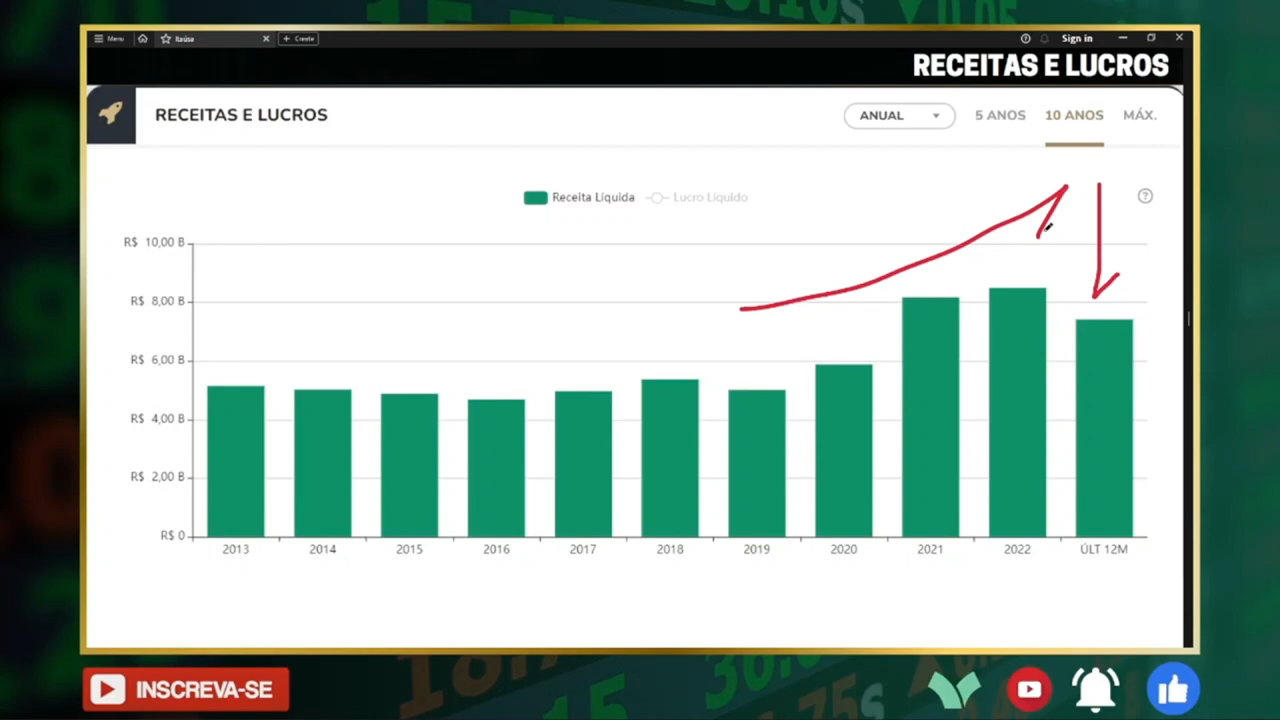 Menu
Itaúsa
Create
Sign in
RECEITAS E LUCROS
RECEITAS E LUCROS
ANUAL
5 ANOS
10 ANOS
MÁX.
Receita Líquida
Lucro Líquido
?
R$ 10,00 B
R$ 8,00 B
R$ 6,00 B
R$ 4,00 B
R$ 2,00 B
R$ 0
2013 2014 2015 2016 2017 2018 2019 2020 2021 2022 ÚLT 12M
INSCREVA-SE